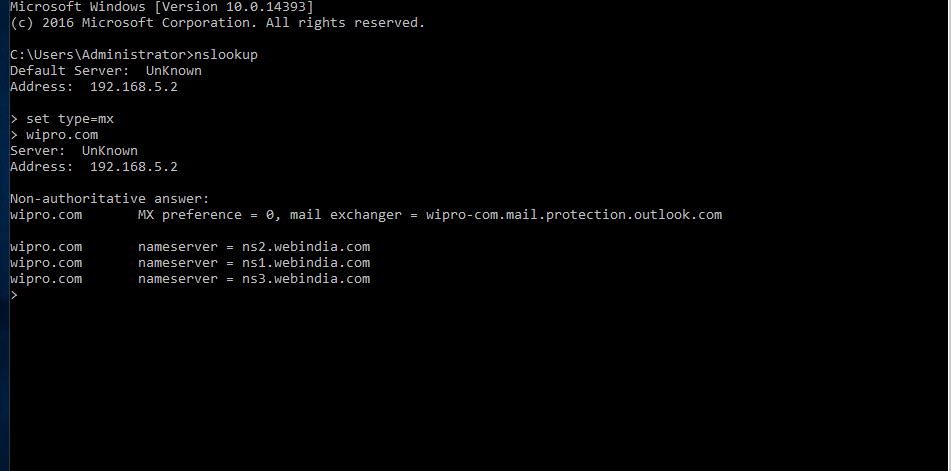 Microsoft Windows [Version 10.0.14393]
(c) 2016 Microsoft Corporation. All rights reserved.
C:\Users\Administrator>nslookup
Default Server:  UnKnown
Address:  192.168.5.2
> set type=mx
> wipro.com
Server:  UnKnown
Address:  192.168.5.2
Non-authoritative answer:
wipro.com       MX preference = 0, mail exchanger = wipro-com.mail.protection.outlook.com
wipro.com       nameserver = ns2.webindia.com
wipro.com       nameserver = ns1.webindia.com
wipro.com       nameserver = ns3.webindia.com
>